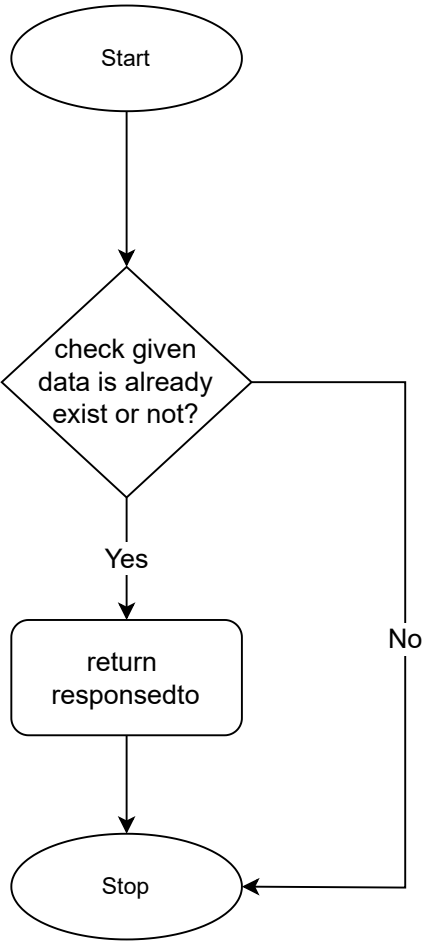 Start
check given
data is already
exist or not?
Yes
No
return
responsedto
Stop